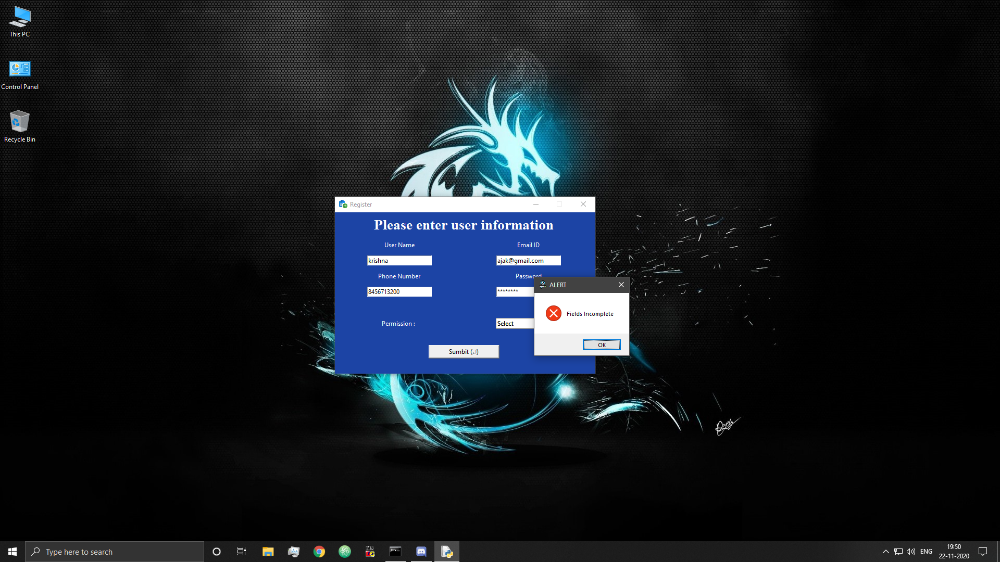 This PC
Control Panel
Recycle Bin
Register
Please enter user information
User Name
Email ID
krishna
ajak@gmail.com
Phone Number
Password
8456713200
********
Permission :
Select
Sumbit (↵)
ALERT
Fields Incomplete
OK
Type here to search
ENG
19:50
22-11-2020